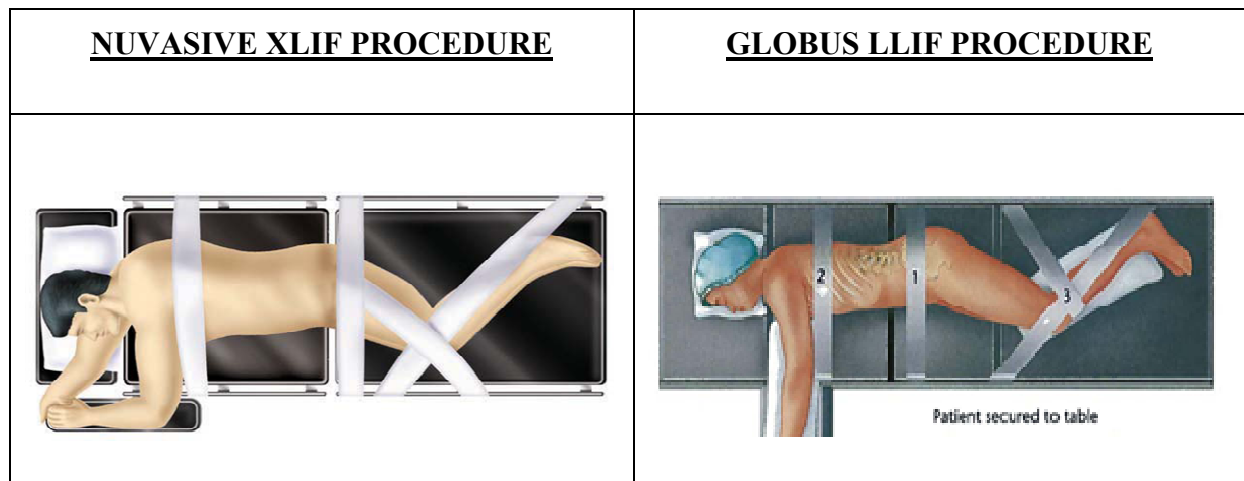 NUVASIVE XLIF PROCEDURE
GLOBUS LLIF PROCEDURE
2
1
3
Patient secured to table